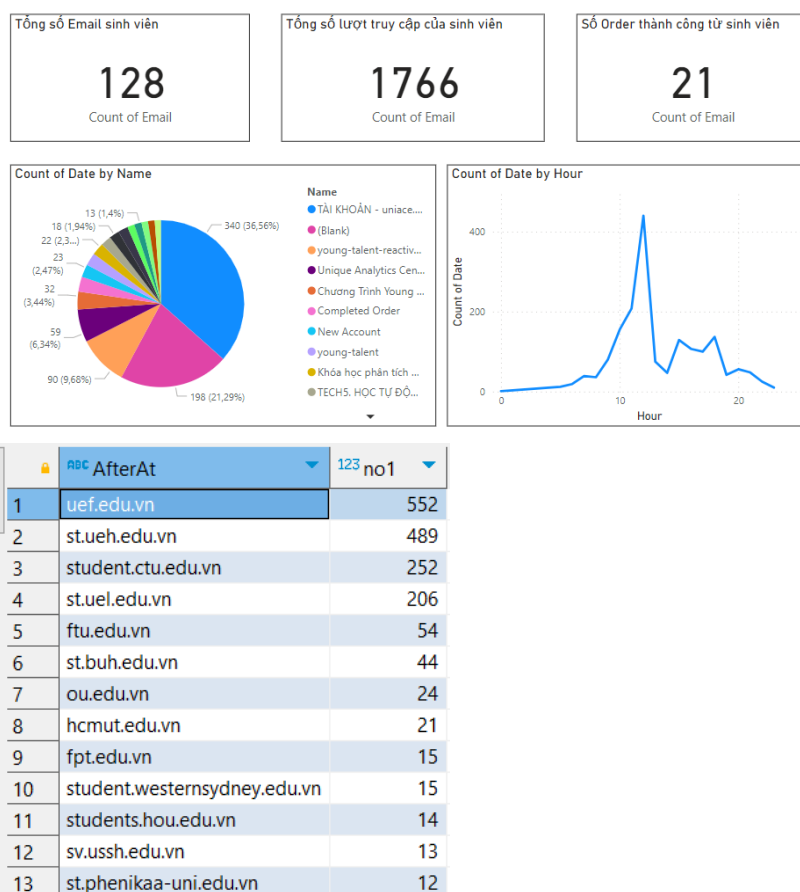 Tổng số Email sinh viên
128
Count of Email
Tổng số lượt truy cập của sinh viên
1766
Count of Email
Số Order thành công từ sinh viên
21
Count of Email
Count of Date by Name
13 (1,4%)
18 (1,94%)
22 (2,3...)
23
(2,47%)
32
(3,44%)
59
(6,34%)
90 (9,68%)
198 (21,29%)
340 (36,56%)
Name
TÀI KHOẢN - uniace....
(Blank)
young-talent-reactiv...
Unique Analytics Cen...
Chương Trình Young ...
Completed Order
New Account
young-talent
Khóa học phân tích ...
TECH5. HỌC TỰ ĐỘ...
Count of Date by Hour
Count of Date
400
200
0
0
10
20
Hour
ABC AfterAt
123 no1
1 uef.edu.vn 552
2 st.ueh.edu.vn 489
3 student.ctu.edu.vn 252
4 st.uel.edu.vn 206
5 ftu.edu.vn 54
6 st.buh.edu.vn 44
7 ou.edu.vn 24
8 hcmut.edu.vn 21
9 fpt.edu.vn 15
10 student.westernsydney.edu.vn 15
11 students.hou.edu.vn 14
12 sv.ussh.edu.vn 13
13 st.phenikaa-uni.edu.vn 12